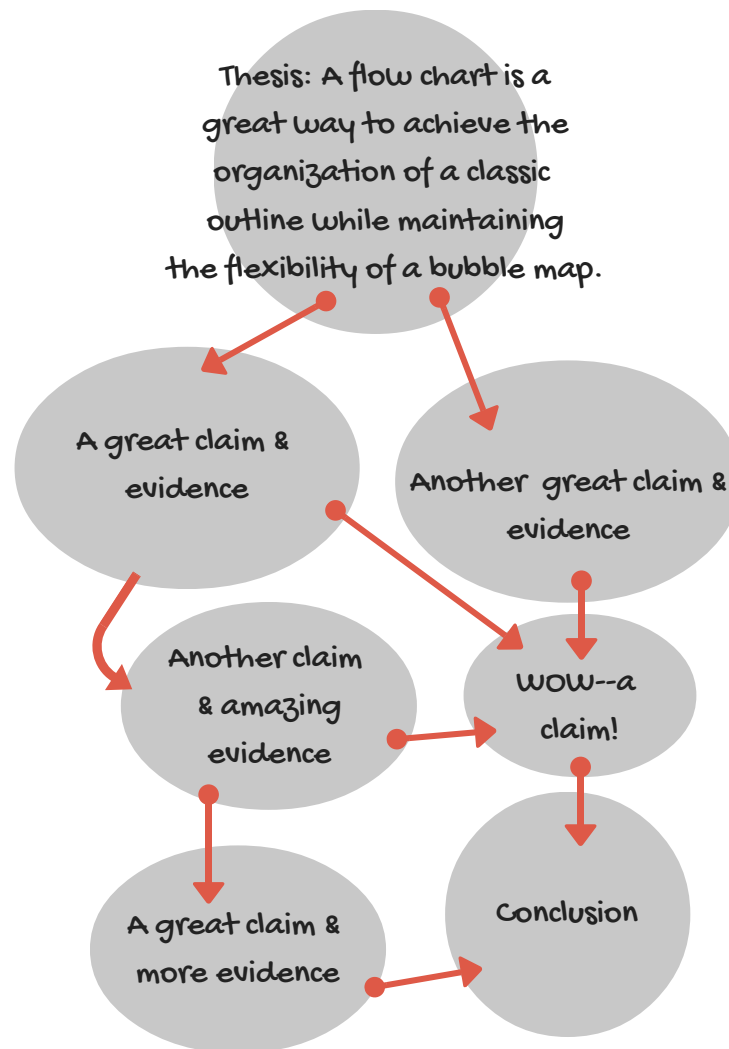 Thesis: A flow chart is a
great way to achieve the
organization of a classic
outline while maintaining
the flexibility of a bubble map.
A great claim &
evidence
Another great claim &
evidence
Another claim
& amazing
evidence
WOW--a
claim!
A great claim &
more evidence
Conclusion